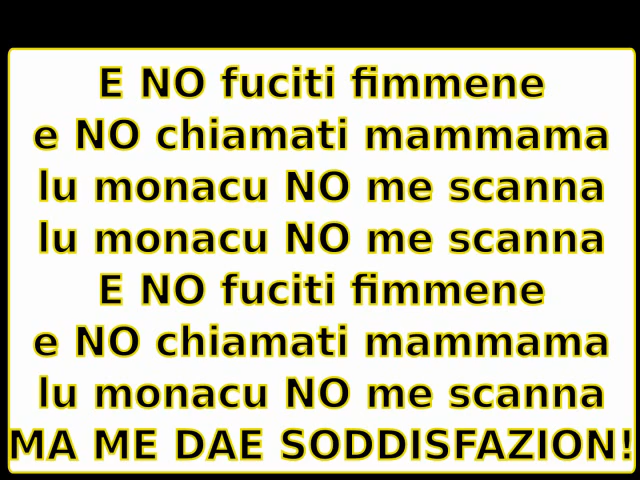 E NO fuciti fimmene
e NO chiamati mammama
lu monacu NO me scanna
lu monacu NO me scanna
E NO fuciti fimmene
e NO chiamati mammama
lu monacu NO me scanna
MA ME DAE SODDISFAZION!